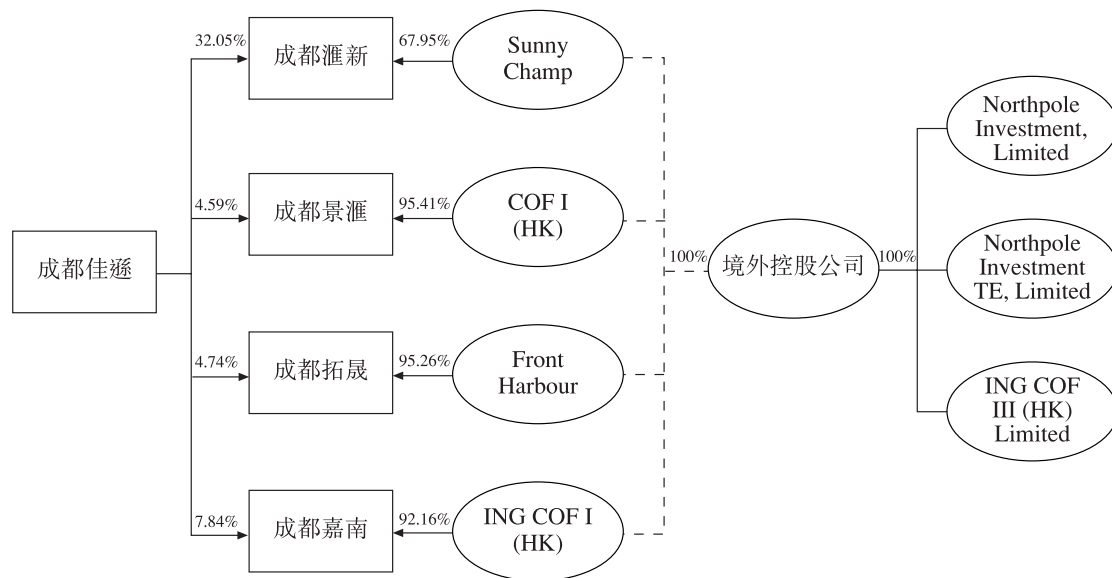 32.05%
成都滙新
67.95%
Sunny
Champ
4.59%
成都景滙
95.41%
COF I
(HK)
成都佳遜
4.74%
成都拓晟
95.26%
Front
Harbour
7.84%
成都嘉南
92.16%
ING COF I
(HK)
100%
境外控股公司
100%
Northpole
Investment,
Limited
Northpole
Investment
TE, Limited
ING COF
III (HK)
Limited